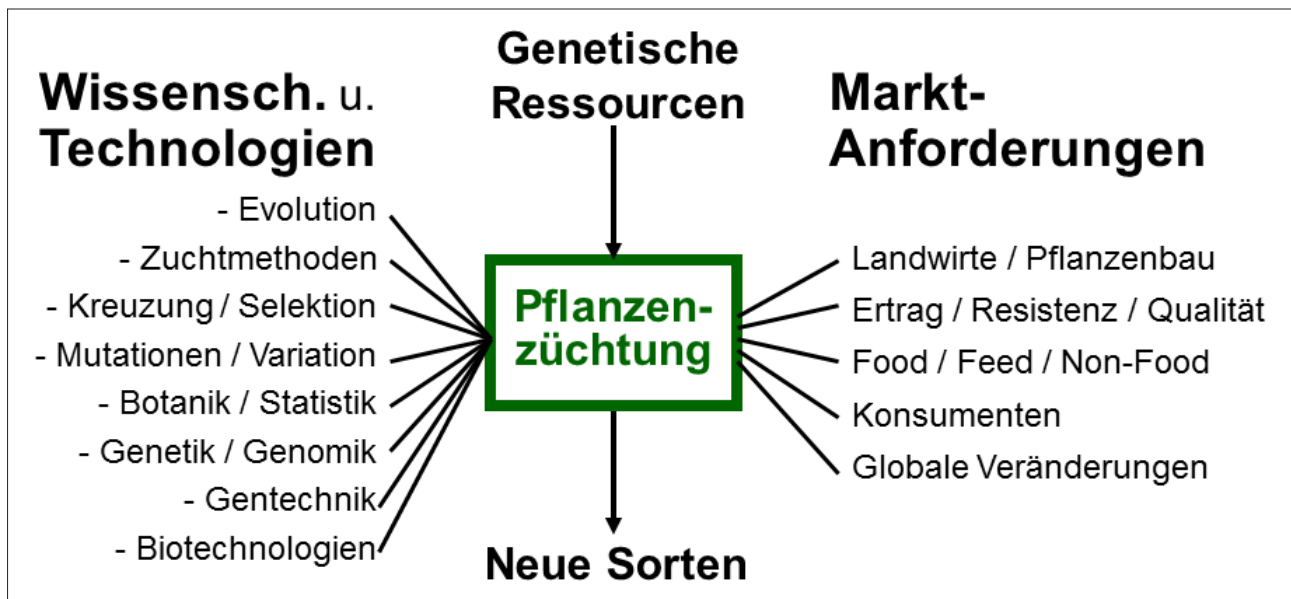 Genetische
Ressourcen
Wissensch. u.
Technologien
- Evolution
- Zuchtmethoden
- Kreuzung / Selektion
- Mutationen / Variation
- Botanik / Statistik
- Genetik / Genomik
- Gentechnik
- Biotechnologien
Pflanzen-
züchtung
Markt-
Anforderungen
Landwirte / Pflanzenbau
Ertrag / Resistenz / Qualität
Food / Feed / Non-Food
Konsumenten
Globale Veränderungen
Neue Sorten